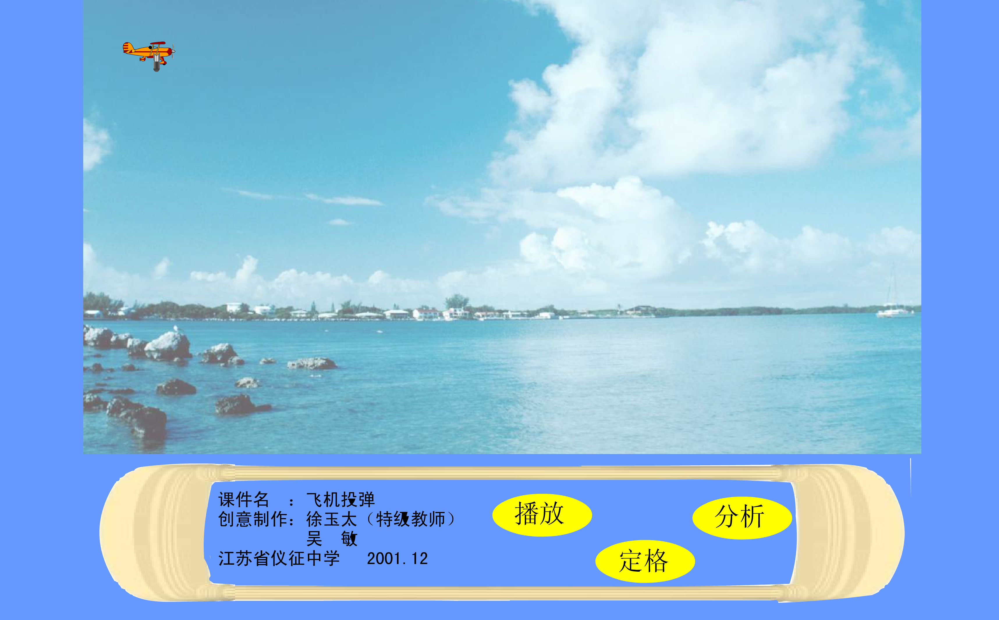 课件名　：飞机投弹
创意制作：徐玉太（特级教师）
吴　敏
江苏省仪征中学　2001.12
播放
分析
定格